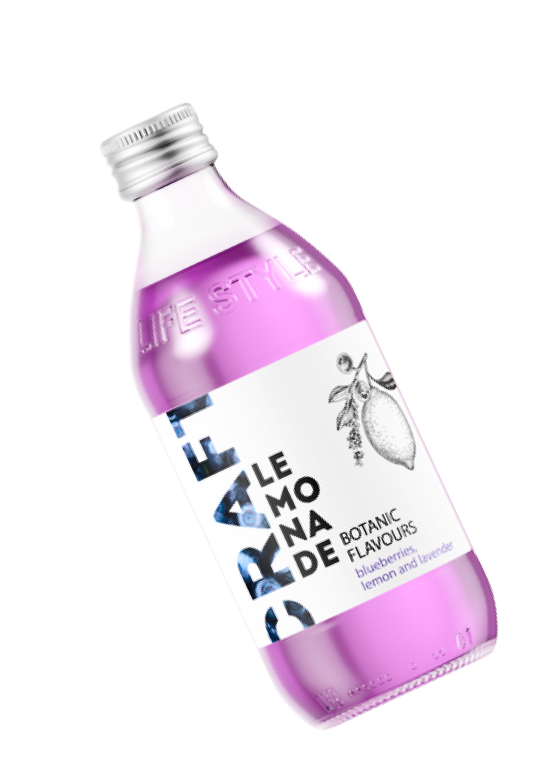 LIFE STYLE
CRAFT
LE
MO
NA
DE
BOTANIC
FLAVOURS
blueberries,
lemon and lavender